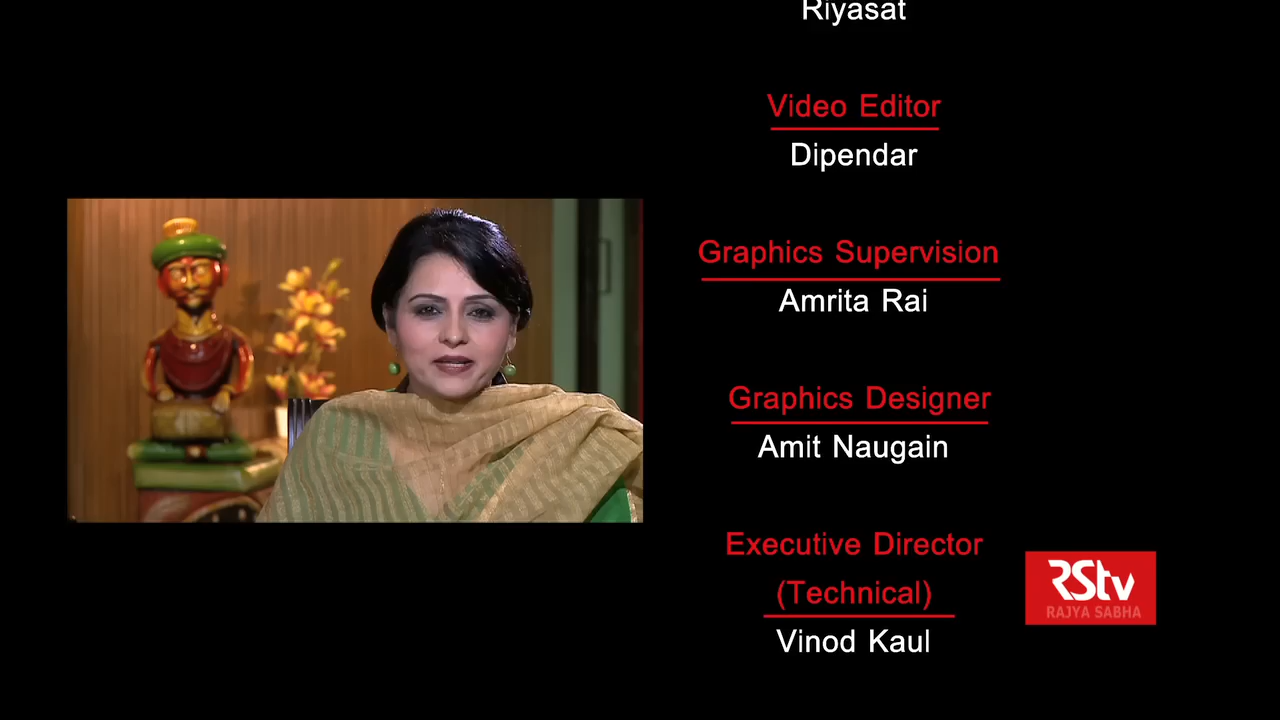 Riyasat
Video Editor
Dipendar
Graphics Supervision
Amrita Rai
Graphics Designer
Amit Naugain
Executive Director
(Technical)
Vinod Kaul
RStv
RAJYA SABHA